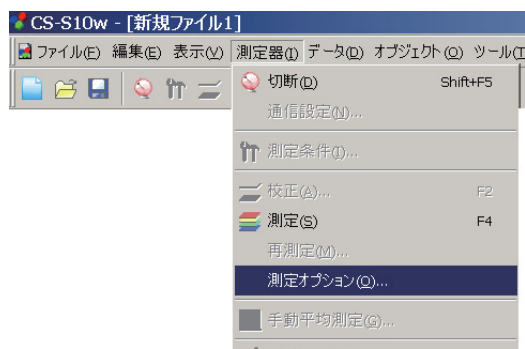 CS-S10w - [新規ファイル1]
ファイル(E) 編集(E) 表示(V) 測定器(I) データ(D) オブジェクト(O) ツール(T
切断(D) Shift+F5
通信設定(N)...
測定条件(I)...
校正(A)... F2
測定(S) F4
再測定(M)...
測定オプション(O)...
手動平均測定(G)...